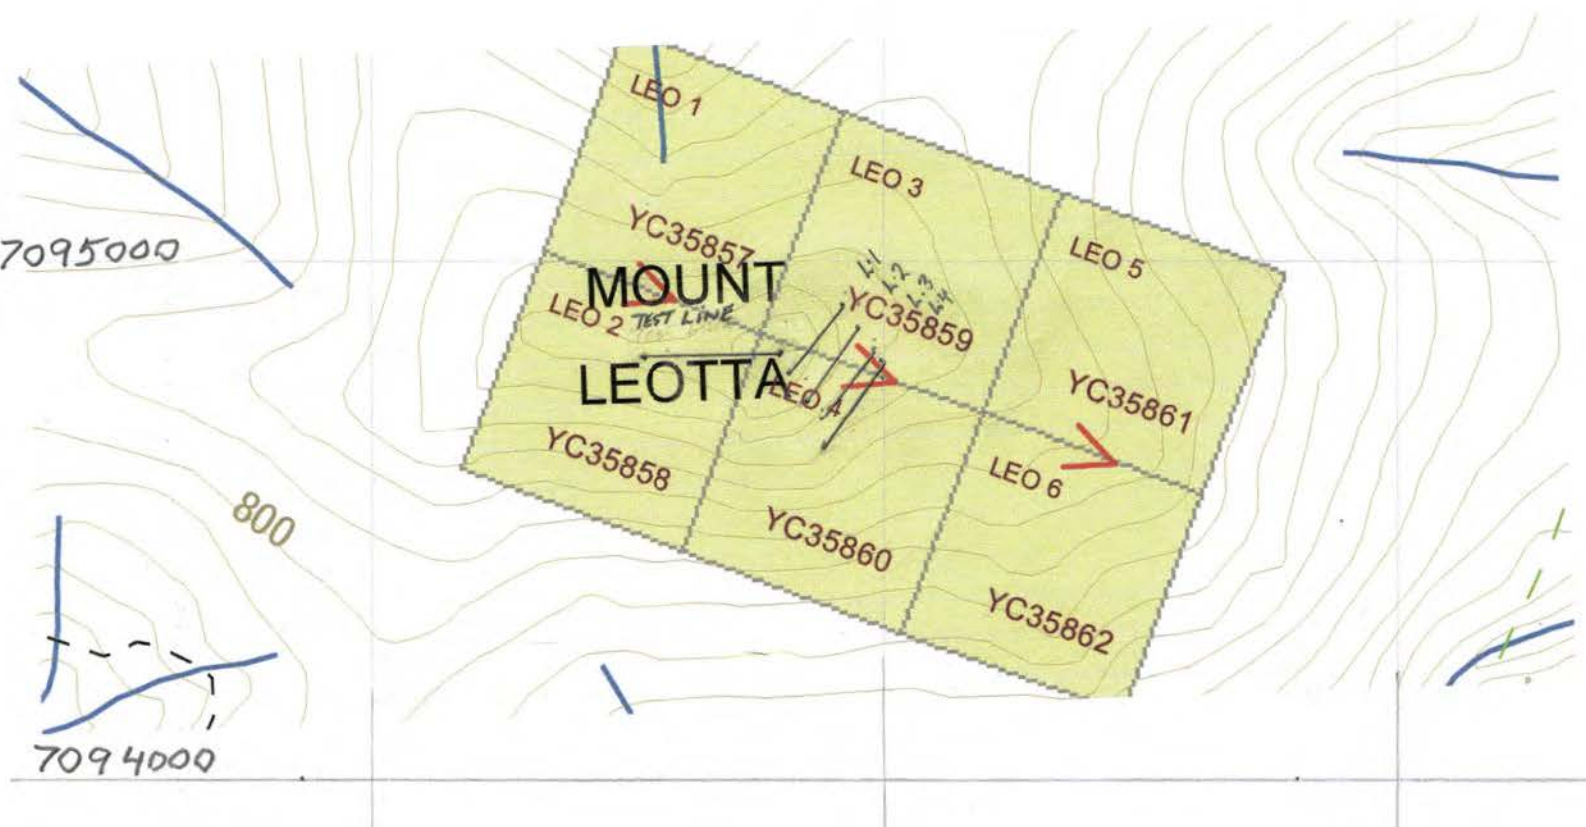 LEO 1
LEO 3
YC35857
7095000
LEO 5
L1
L2
L3
L4
MOUNT
YC35859
LEO 2
TEST LINE
LEOTTA
LEO 4
YC35861
YC35858
LEO 6
800
YC35860
YC35862
7094000